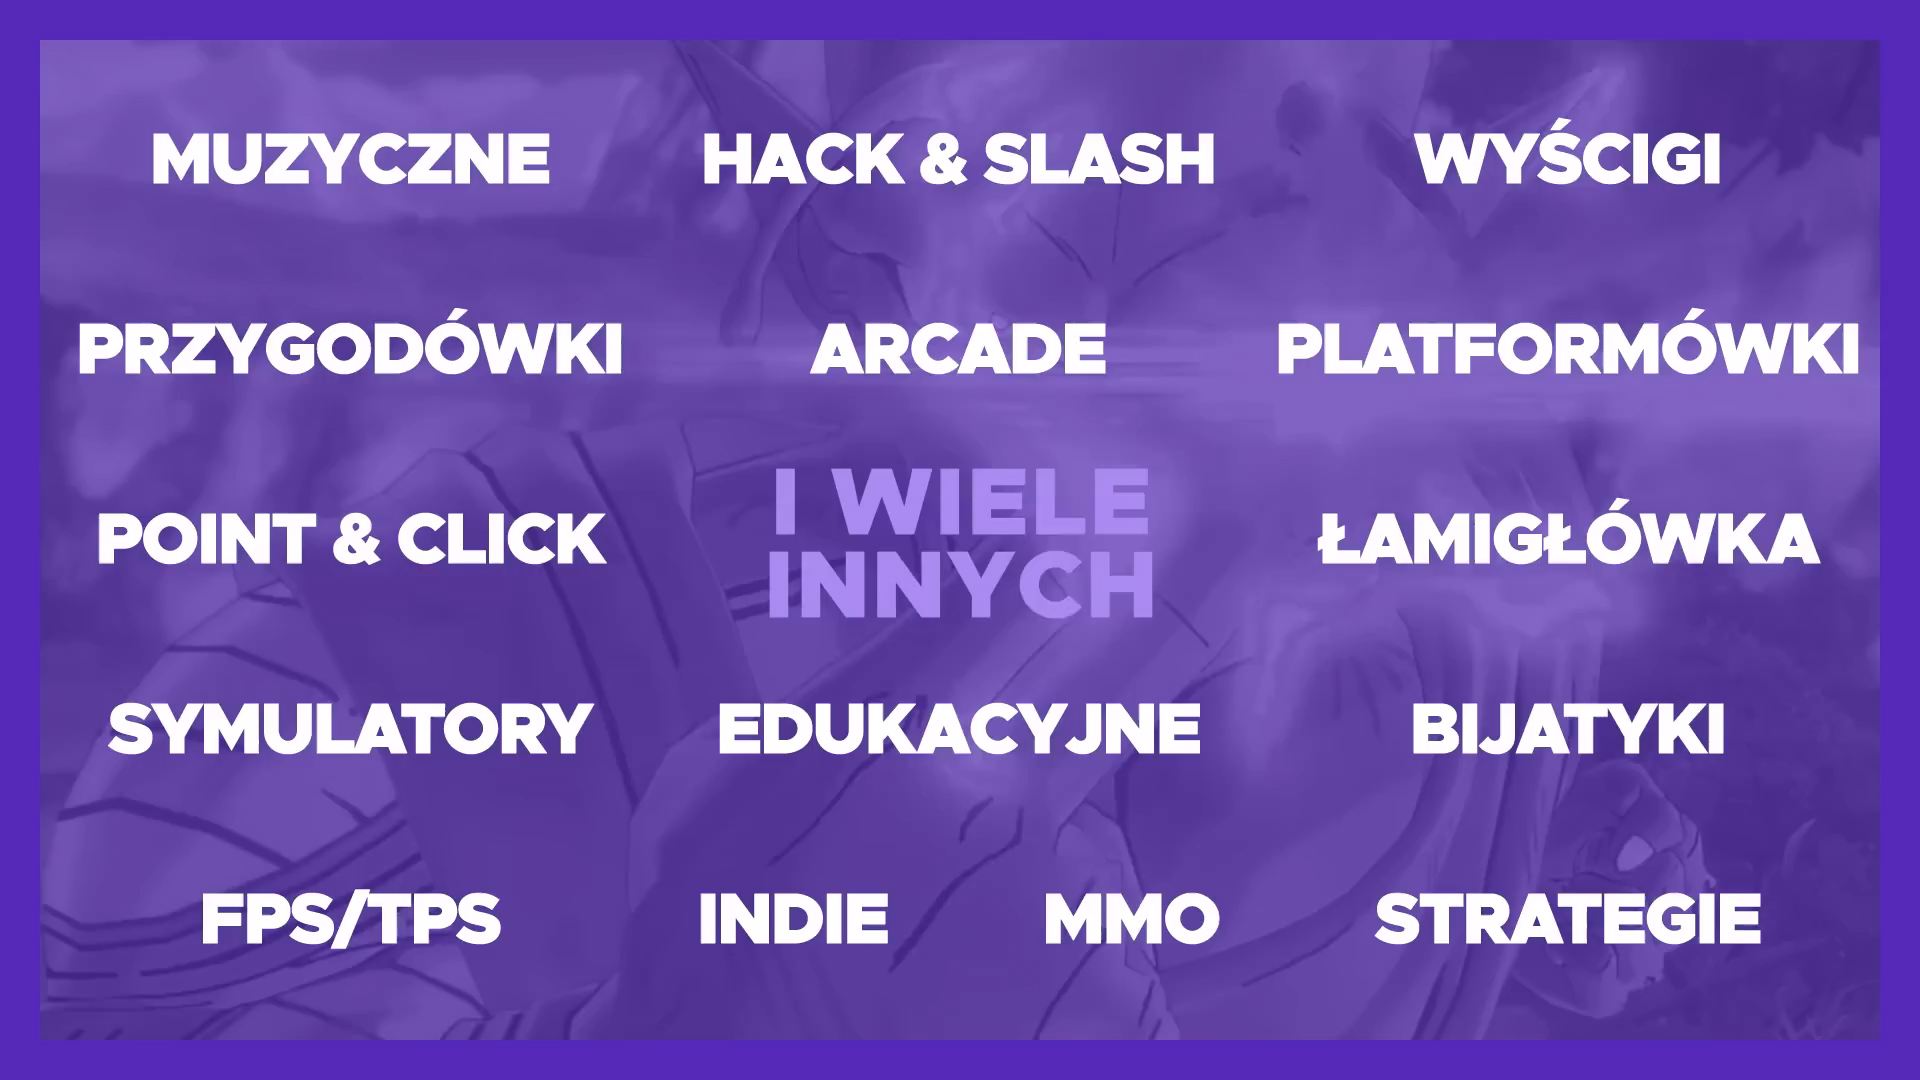 MUZYCZNE
HACK & SLASH
WYŚCIGI
PRZYGODÓWKI
ARCADE
PLATFORMÓWKI
POINT & CLICK
I WIELE
INNYCH
ŁAMIGŁÓWKA
SYMULATORY
EDUKACYJNE
BIJATYKI
FPS/TPS
INDIE
MMO
STRATEGIE